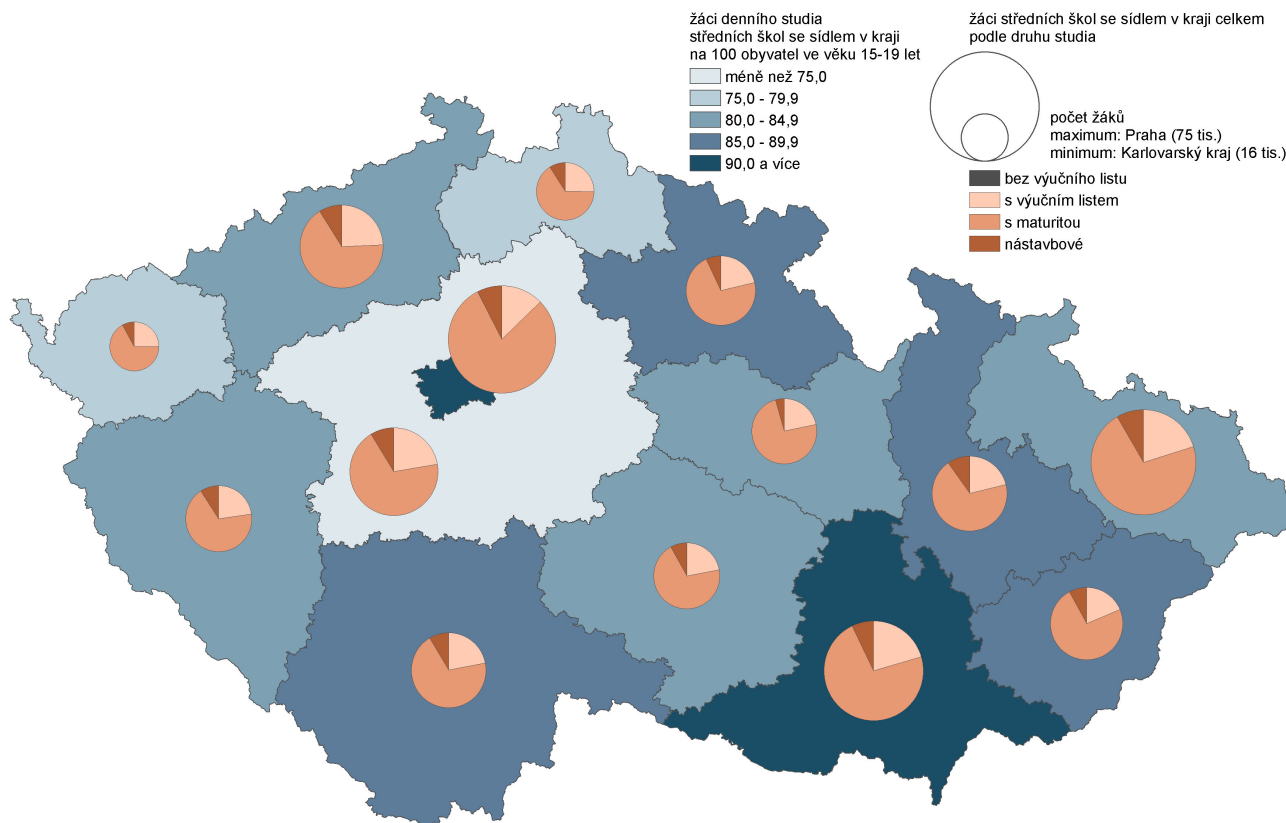 žáci denního studia
středních škol se sídlem v kraji
na 100 obyvatel ve věku 15-19 let
méně než 75,0
75,0 - 79,9
80,0 - 84,9
85,0 - 89,9
90,0 a více
žáci středních škol se sídlem v kraji celkem
podle druhu studia
počet žáků
maximum: Praha (75 tis.)
minimum: Karlovarský kraj (16 tis.)
bez výučního listu
s výučním listem
s maturitou
nástavbové